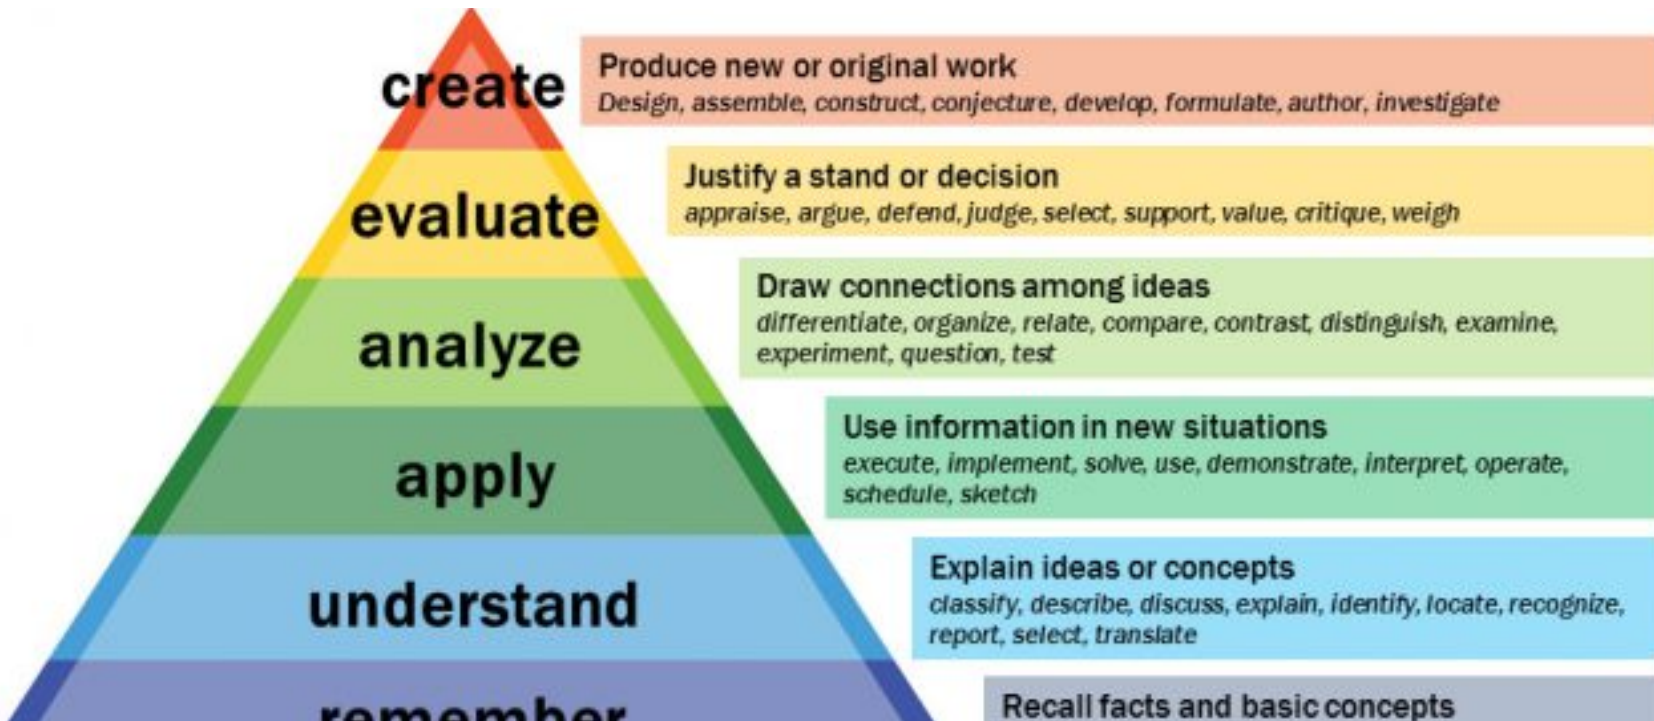 create
Produce new or original work
Design, assemble, construct, conjecture, develop, formulate, author, investigate
evaluate
Justify a stand or decision
appraise, argue, defend, judge, select, support, value, critique, weigh
analyze
Draw connections among ideas
differentiate, organize, relate, compare, contrast, distinguish, examine,
experiment, question, test
apply
Use information in new situations
execute, implement, solve, use, demonstrate, interpret, operate,
schedule, sketch
understand
Explain ideas or concepts
classify, describe, discuss, explain, identify, locate, recognize,
report, select, translate
remember
Recall facts and basic concepts